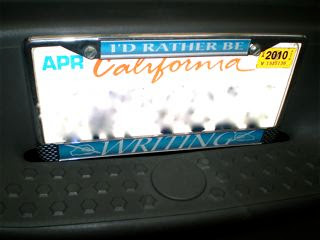 I'D RATHER BE
APR California 2010
WRITING